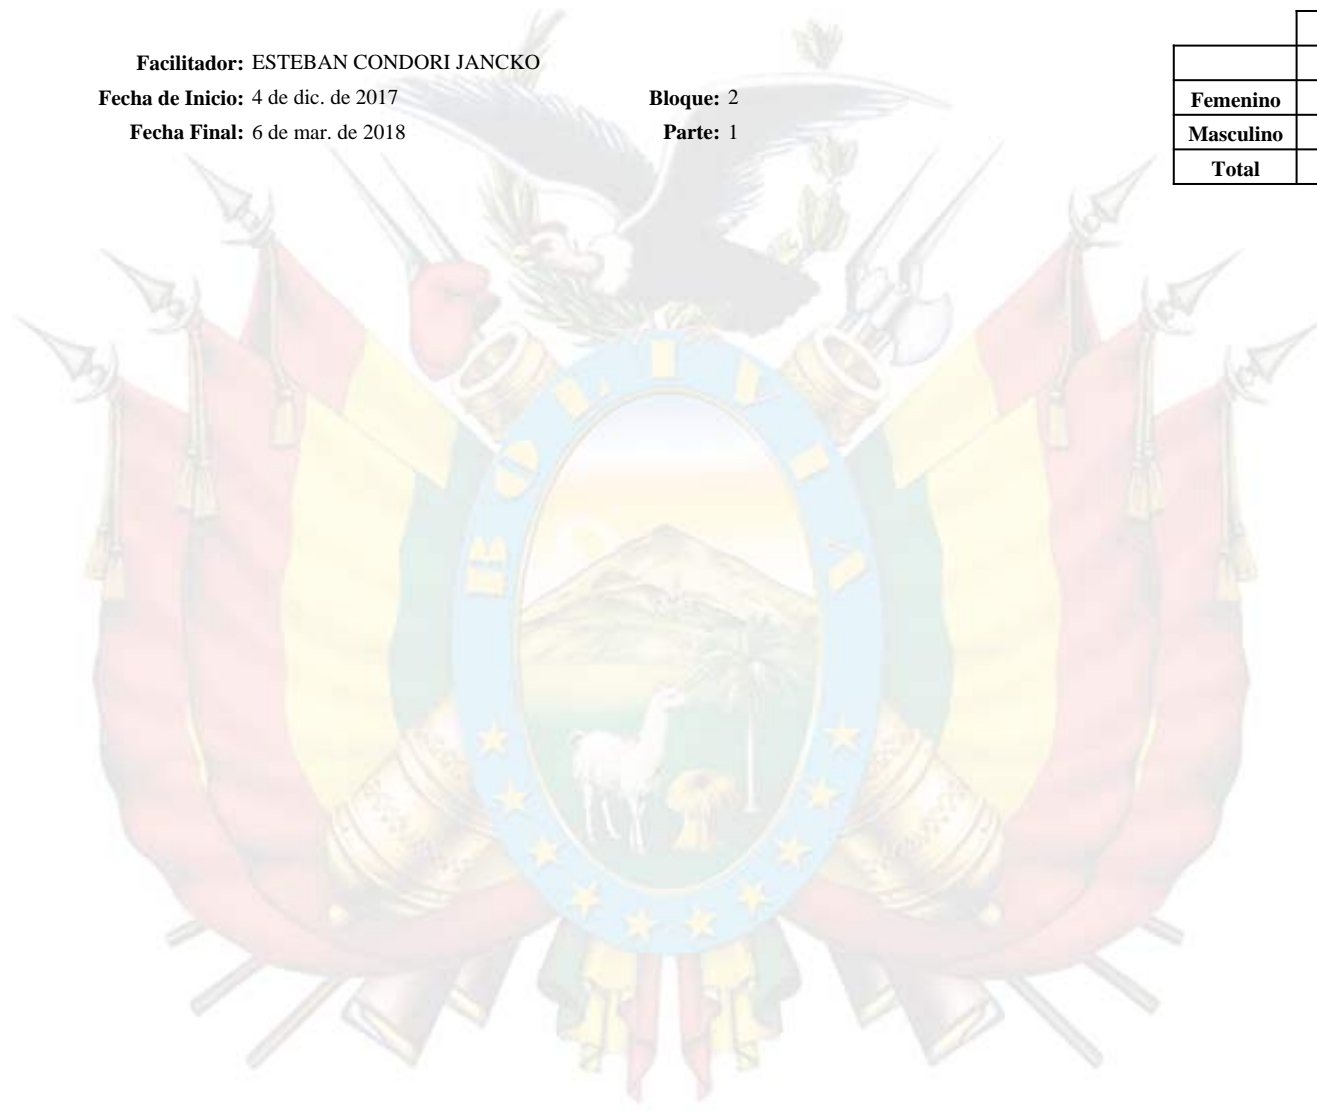 Facilitador: ESTEBAN CONDORI JANCKO
Fecha de Inicio: 4 de dic. de 2017 Bloque: 2
Fecha Final: 6 de mar. de 2018 Parte: 1
Femenino
Masculino
Total
BOLIVIA